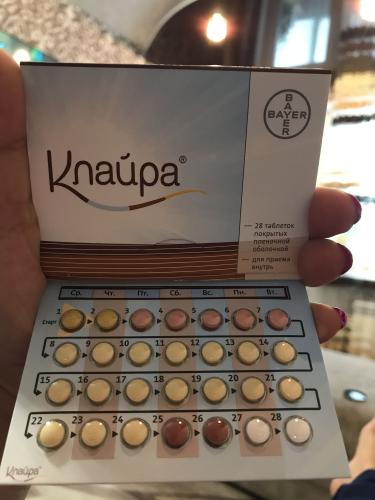 BAYER
BAYER
Клайра®
— 28 таблеток
покрытых
пленочной
оболочкой
— для приема
внутрь
Ср. Чт. Пт. Сб. Вс. Пн. Вт.
Старт 1 2 3 4 5 6 7
8 9 10 11 12 13 14
15 16 17 18 19 20 21
22 23 24 25 26 27 28
Клайра®